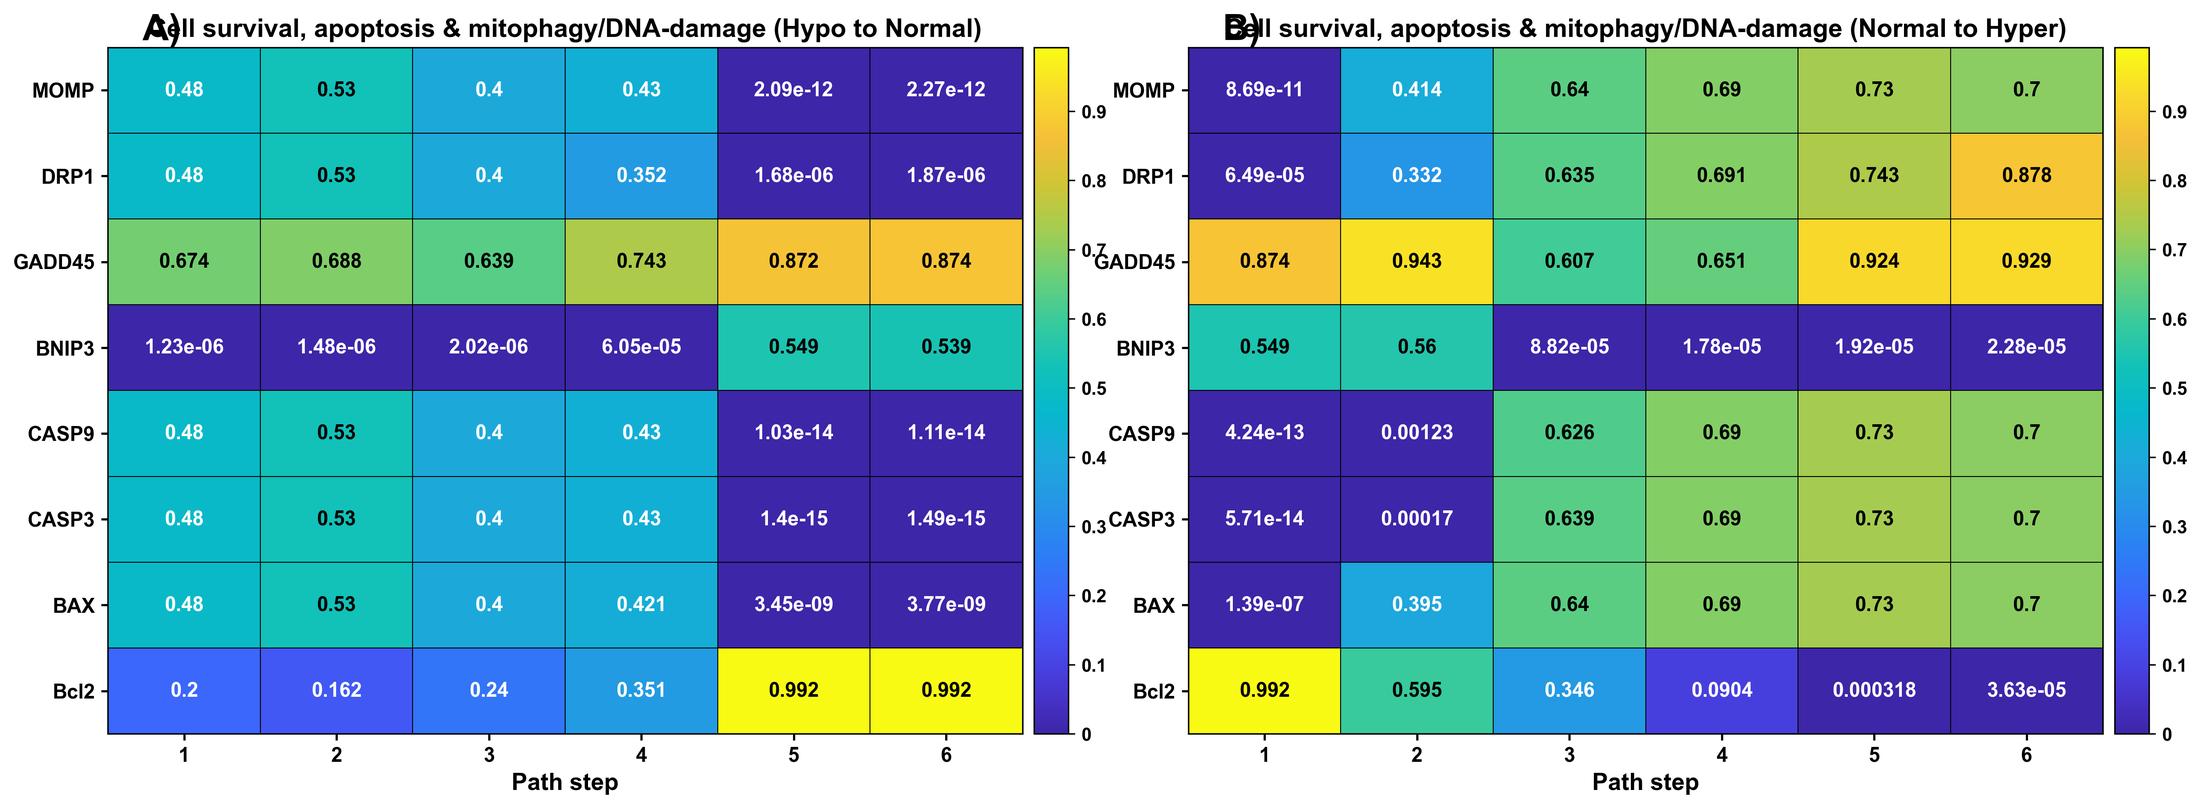 A)
Cell survival, apoptosis & mitophagy/DNA-damage (Hypo to Normal)
MOMP 0.48 0.53 0.4 0.43 2.09e-12 2.27e-12
DRP1 0.48 0.53 0.4 0.352 1.68e-06 1.87e-06
GADD45 0.674 0.688 0.639 0.743 0.872 0.874
BNIP3 1.23e-06 1.48e-06 2.02e-06 6.05e-05 0.549 0.539
CASP9 0.48 0.53 0.4 0.43 1.03e-14 1.11e-14
CASP3 0.48 0.53 0.4 0.43 1.4e-15 1.49e-15
BAX 0.48 0.53 0.4 0.421 3.45e-09 3.77e-09
Bcl2 0.2 0.162 0.24 0.351 0.992 0.992
1 2 3 4 5 6
Path step
0.9
0.8
0.7
0.6
0.5
0.4
0.3
0.2
0.1
0
B)
Cell survival, apoptosis & mitophagy/DNA-damage (Normal to Hyper)
MOMP 8.69e-11 0.414 0.64 0.69 0.73 0.7
DRP1 6.49e-05 0.332 0.635 0.691 0.743 0.878
GADD45 0.874 0.943 0.607 0.651 0.924 0.929
BNIP3 0.549 0.56 8.82e-05 1.78e-05 1.92e-05 2.28e-05
CASP9 4.24e-13 0.00123 0.626 0.69 0.73 0.7
CASP3 5.71e-14 0.00017 0.639 0.69 0.73 0.7
BAX 1.39e-07 0.395 0.64 0.69 0.73 0.7
Bcl2 0.992 0.595 0.346 0.0904 0.000318 3.63e-05
1 2 3 4 5 6
Path step
0.9
0.8
0.7
0.6
0.5
0.4
0.3
0.2
0.1
0